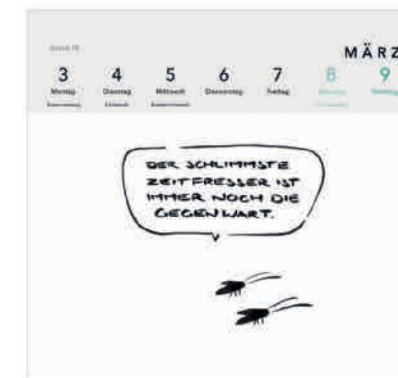 MÄRZ
3 4 5 6 7 8 9
Montag Dienstag Mittwoch Donnerstag Freitag
DER SCHLIMMSTE
ZEITFRESSER IST
IMMER NOCH DIE
GEGENWART.